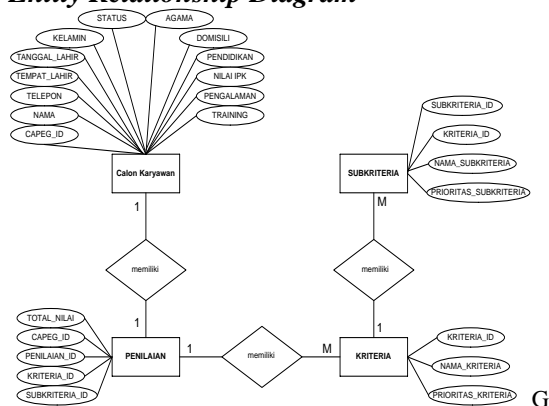 Entity Relationship Diagram
STATUS
AGAMA
KELAMIN
DOMISILI
TANGGAL_LAHIR
PENDIDIKAN
TEMPAT_LAHIR
NILAI IPK
TELEPON
PENGALAMAN
NAMA
TRAINING
CAPEG_ID
SUBKRITERIA_ID
KRITERIA_ID
NAMA_SUBKRITERIA
PRIORITAS_SUBKRITERIA
Calon Karyawan
SUBKRITERIA
1
M
memiliki
memiliki
1
1
TOTAL_NILAI
CAPEG_ID
PENILAIAN_ID
KRITERIA_ID
SUBKRITERIA_ID
PENILAIAN
1
memiliki
M
KRITERIA
KRITERIA_ID
NAMA_KRITERIA
PRIORITAS_KRITERIA
G